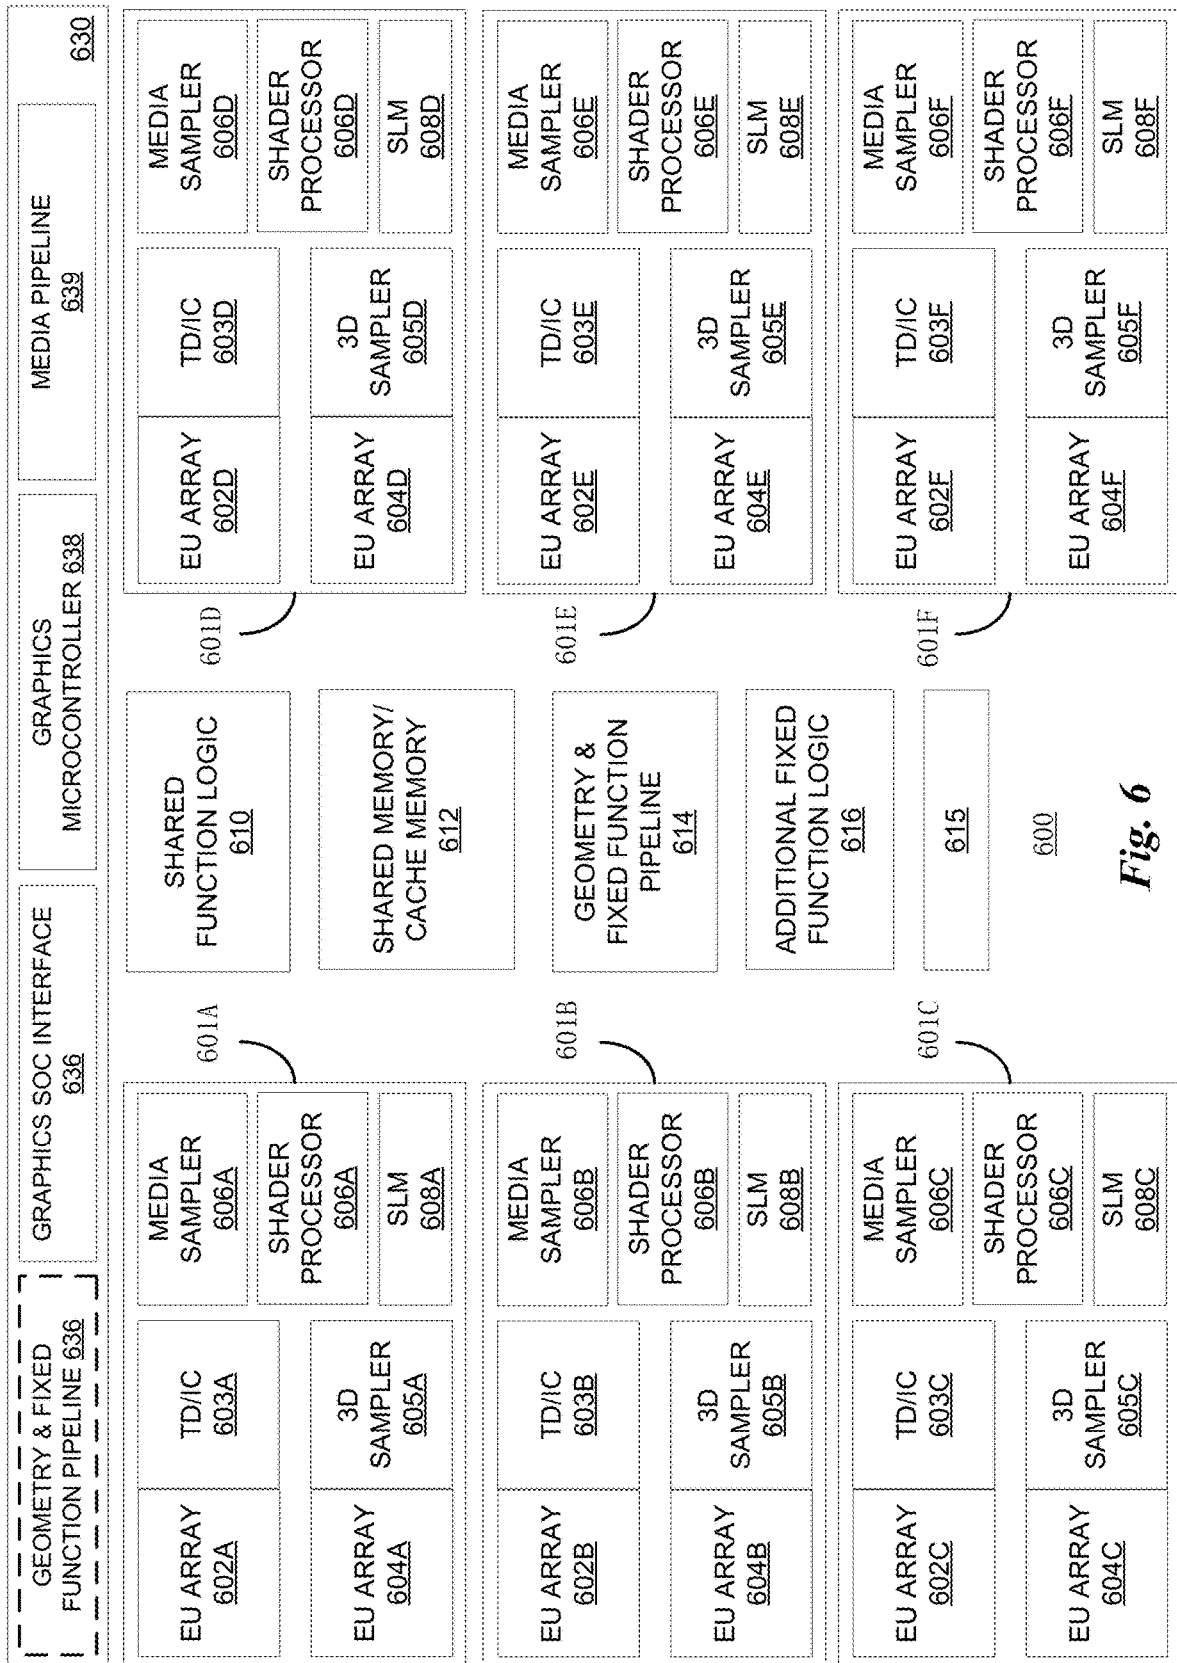 GEOMETRY & FIXED
FUNCTION PIPELINE 636
GRAPHICS SOC INTERFACE
636
GRAPHICS
MICROCONTROLLER 638
MEDIA PIPELINE
639
630
EU ARRAY
602A
TD/IC
603A
MEDIA
SAMPLER
606A
SHADER
PROCESSOR
606A
EU ARRAY
604A
3D
SAMPLER
605A
SLM
608A
601A
SHARED
FUNCTION LOGIC
610
601D
EU ARRAY
602D
TD/IC
603D
MEDIA
SAMPLER
606D
SHADER
PROCESSOR
606D
EU ARRAY
604D
3D
SAMPLER
605D
SLM
608D
SHARED MEMORY/
CACHE MEMORY
612
EU ARRAY
602B
TD/IC
603B
MEDIA
SAMPLER
606B
SHADER
PROCESSOR
606B
EU ARRAY
604B
3D
SAMPLER
605B
SLM
608B
601B
GEOMETRY &
FIXED FUNCTION
PIPELINE
614
601E
EU ARRAY
602E
TD/IC
603E
MEDIA
SAMPLER
606E
SHADER
PROCESSOR
606E
EU ARRAY
604E
3D
SAMPLER
605E
SLM
608E
ADDITIONAL FIXED
FUNCTION LOGIC
616
EU ARRAY
602C
TD/IC
603C
MEDIA
SAMPLER
606C
SHADER
PROCESSOR
606C
EU ARRAY
604C
3D
SAMPLER
605C
SLM
608C
601C
615
601F
EU ARRAY
602F
TD/IC
603F
MEDIA
SAMPLER
606F
SHADER
PROCESSOR
606F
EU ARRAY
604F
3D
SAMPLER
605F
SLM
608F
600
Fig. 6